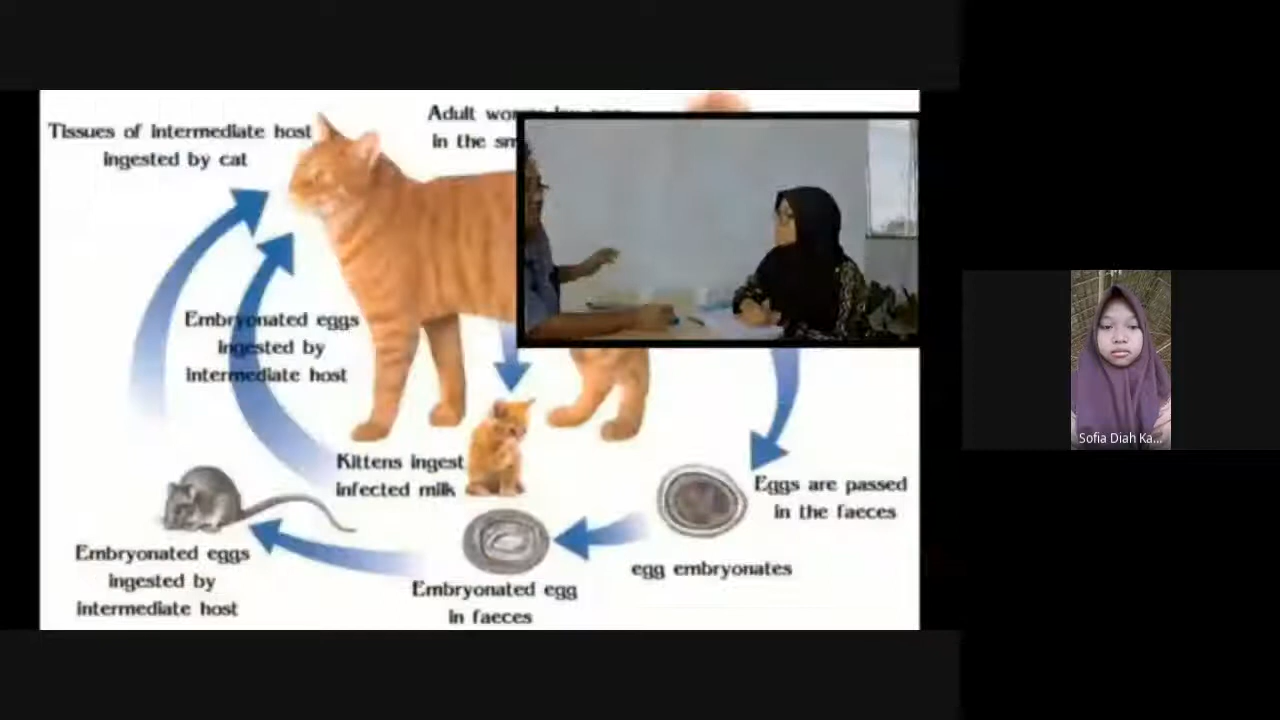 Tissues of intermediate host
ingested by cat
Adult
in the
Embryonated eggs
ingested by
intermediate host
Kittens ingest
infected milk
Eggs are passed
in the faeces
egg embryonates
Embryonated eggs
ingested by
intermediate host
Embryonated egg
in faeces
Sofia Diah Ka...